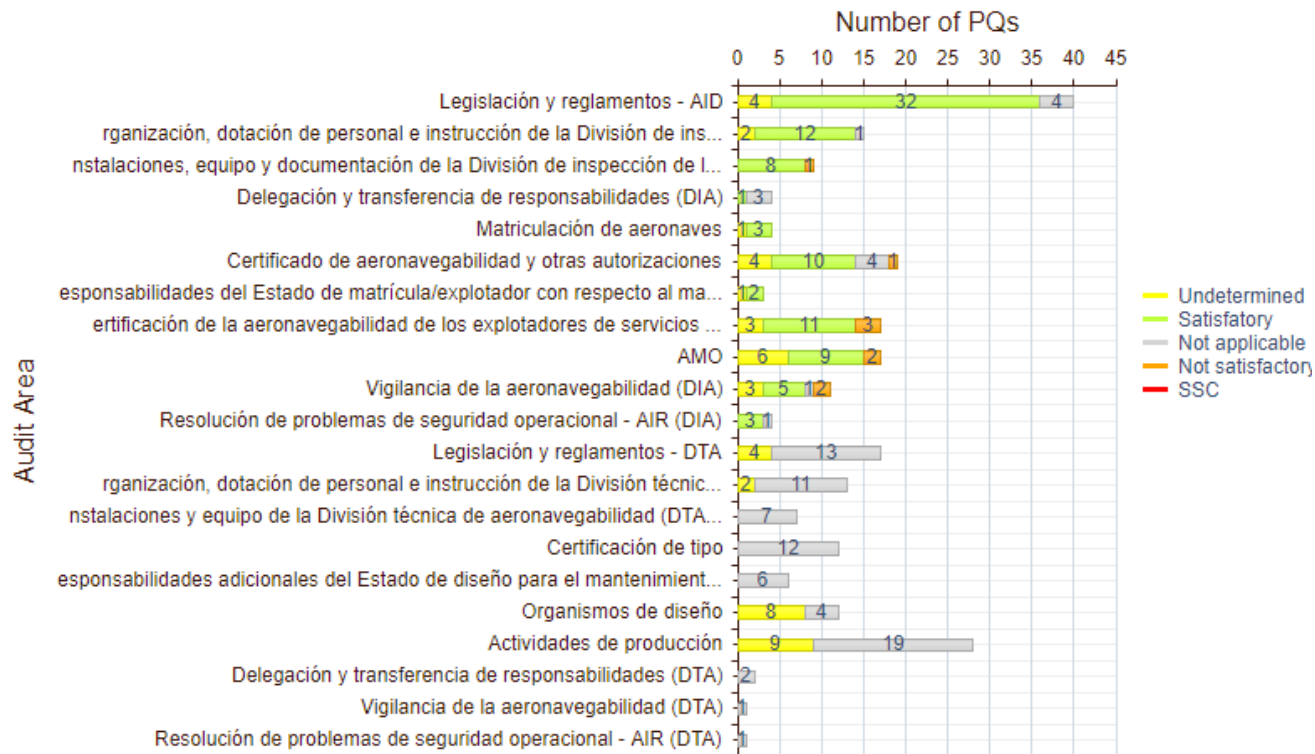 Number of PQs
0 5 10 15 20 25 30 35 40 45
Audit Area
Legislación y reglamentos - AID 4 32 4
rganización, dotación de personal e instrucción de la División de ins... 2 12 1
nstalaciones, equipo y documentación de la División de inspección de l... 8 1
Delegación y transferencia de responsabilidades (DIA) 1 3
Matriculación de aeronaves 1 3
Certificado de aeronavegabilidad y otras autorizaciones 4 10 4 1
esponsabilidades del Estado de matrícula/explotador con respecto al ma... 1 2
ertificación de la aeronavegabilidad de los explotadores de servicios ... 3 11 3
AMO 6 9 2
Vigilancia de la aeronavegabilidad (DIA) 3 5 1 2
Resolución de problemas de seguridad operacional - AIR (DIA) 3 1
Legislación y reglamentos - DTA 4 13
rganización, dotación de personal e instrucción de la División técnic... 2 11
nstalaciones y equipo de la División técnica de aeronavegabilidad (DTA... 7
Certificación de tipo 12
esponsabilidades adicionales del Estado de diseño para el mantenimient... 6
Organismos de diseño 8 4
Actividades de producción 9 19
Delegación y transferencia de responsabilidades (DTA) 2
Vigilancia de la aeronavegabilidad (DTA) 1
Resolución de problemas de seguridad operacional - AIR (DTA) 1
Undetermined
Satisfatory
Not applicable
Not satisfactory
SSC